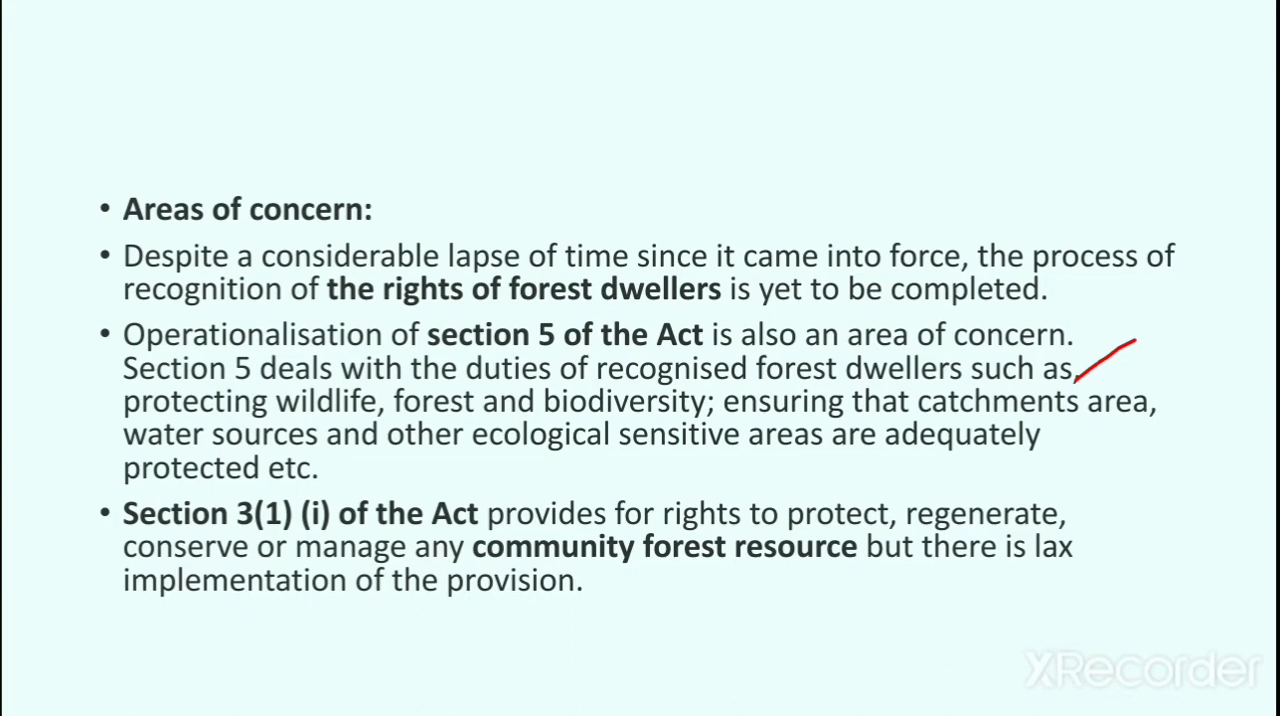 • Areas of concern:
• Despite a considerable lapse of time since it came into force, the process of
recognition of the rights of forest dwellers is yet to be completed.
• Operationalisation of section 5 of the Act is also an area of concern.
Section 5 deals with the duties of recognised forest dwellers such as,
protecting wildlife, forest and biodiversity; ensuring that catchments area,
water sources and other ecological sensitive areas are adequately
protected etc.
• Section 3(1) (i) of the Act provides for rights to protect, regenerate,
conserve or manage any community forest resource but there is lax
implementation of the provision.
XRecorder